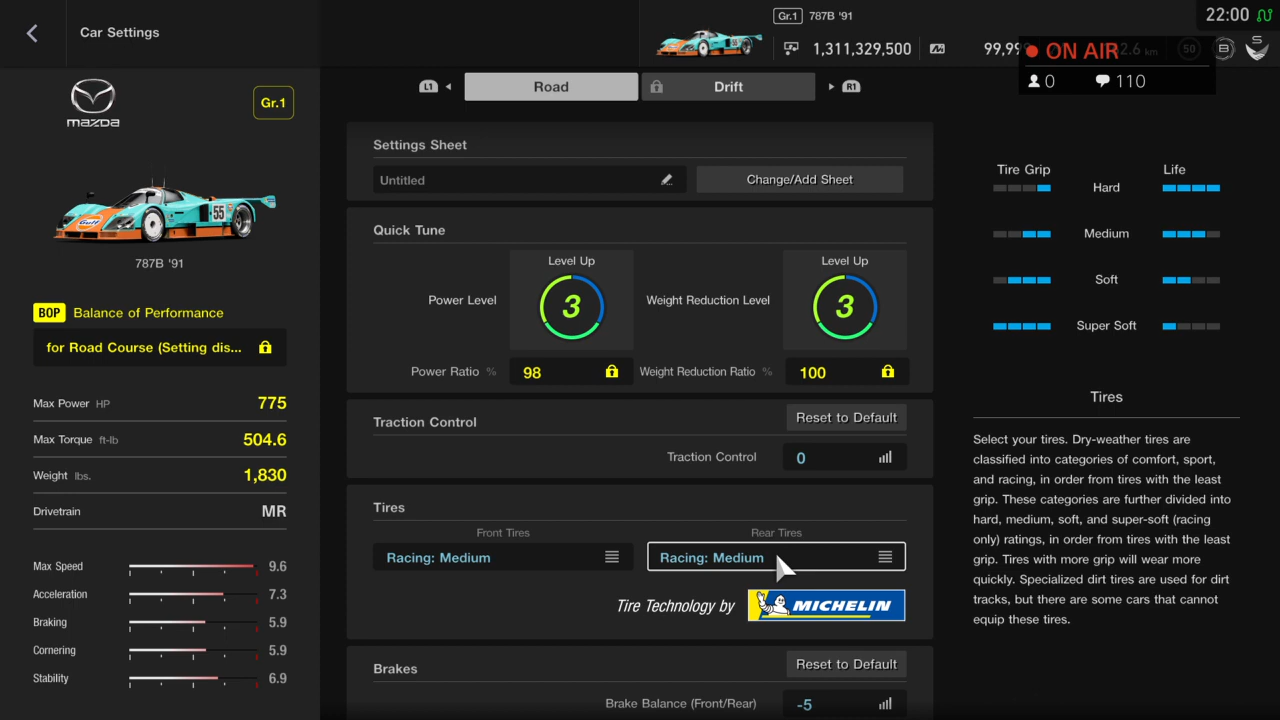 Car Settings
Gr.1 787B '91
1,311,329,500
99,99
2.6 km
50
B
S
22:00
ON AIR
0 110
mazda
Gr.1
Gulf
55
787B '91
BOP Balance of Performance
for Road Course (Setting dis...
Max Power HP 775
Max Torque ft-lb 504.6
Weight lbs. 1,830
Drivetrain MR
Max Speed 9.6
Acceleration 7.3
Braking 5.9
Cornering 5.9
Stability 6.9
L1 Road Drift R1
Settings Sheet
Untitled Change/Add Sheet
Quick Tune
Level Up Level Up
Power Level 3 Weight Reduction Level 3
Power Ratio % 98 Weight Reduction Ratio % 100
Traction Control Reset to Default
Traction Control 0
Tires
Front Tires Rear Tires
Racing: Medium Racing: Medium
Tire Technology by MICHELIN
Brakes Reset to Default
Brake Balance (Front/Rear) -5
Tire Grip Life
Hard
Medium
Soft
Super Soft
Tires
Select your tires. Dry-weather tires are
classified into categories of comfort, sport,
and racing, in order from tires with the least
grip. These categories are further divided into
hard, medium, soft, and super-soft (racing
only) ratings, in order from tires with the least
grip. Tires with more grip will wear more
quickly. Specialized dirt tires are used for dirt
tracks, but there are some cars that cannot
equip these tires.